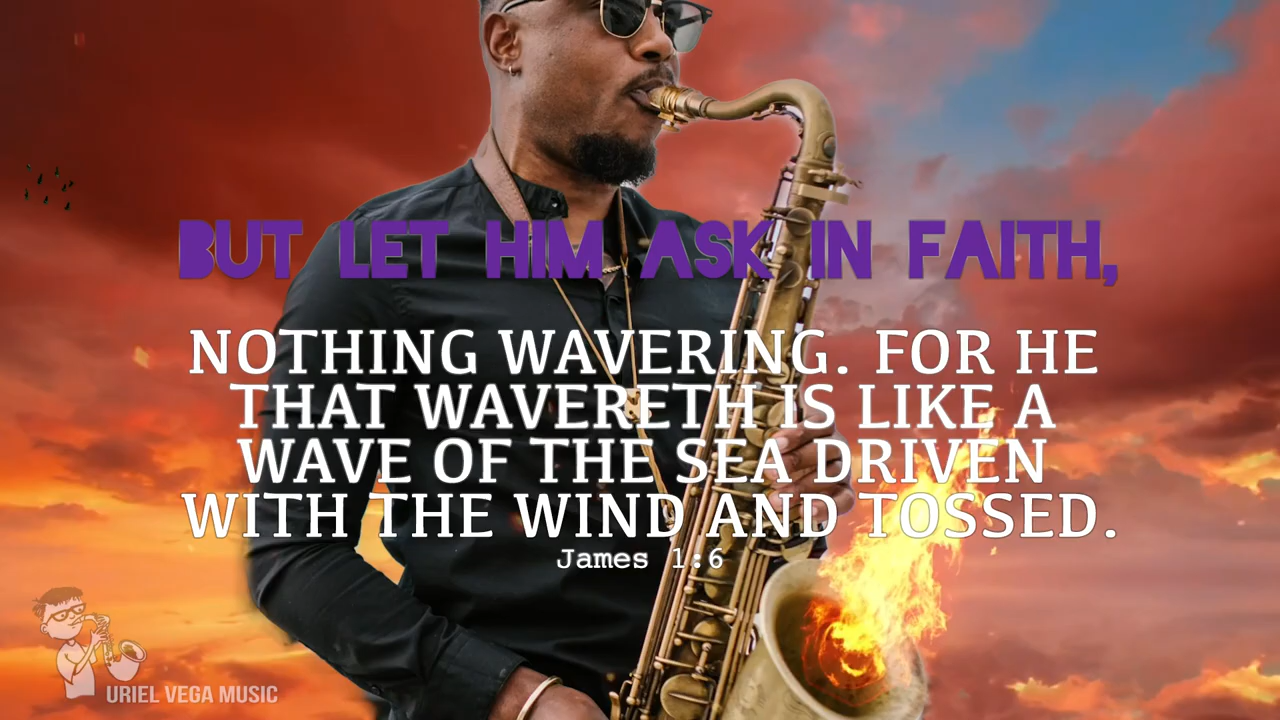 BUT LET HIM ASK IN FAITH,
NOTHING WAVERING. FOR HE
THAT WAVERETH IS LIKE A
WAVE OF THE SEA DRIVEN
WITH THE WIND AND TOSSED.
James 1:6
URIEL VEGA MUSIC